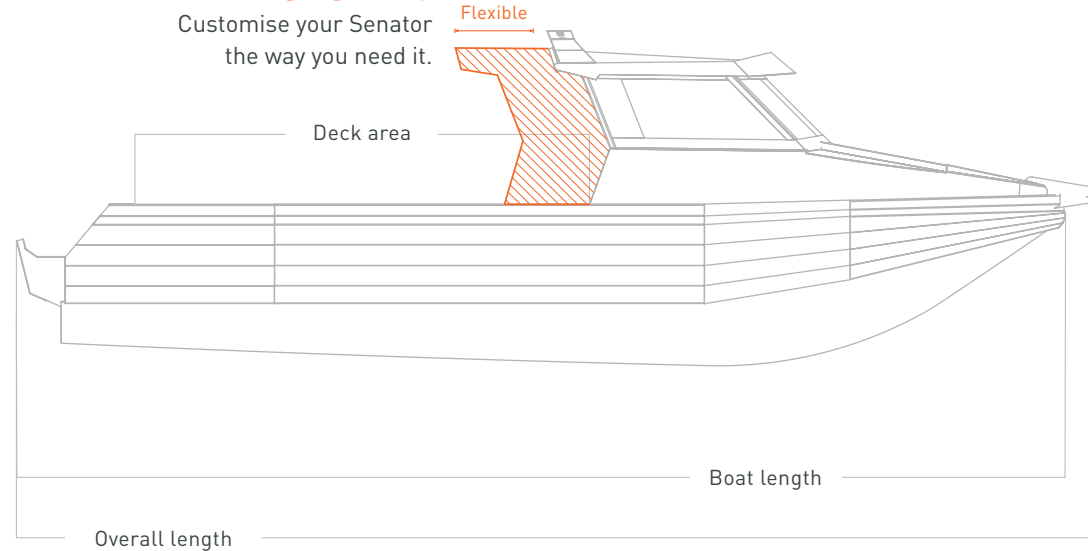 Customise your Senator
the way you need it.
Flexible
Deck area
Boat length
Overall length